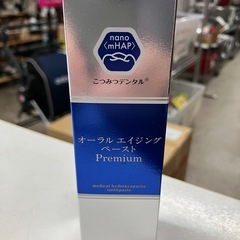 nano
〈mHAP〉
こつみつデンタル®
オーラル エイジング
ペースト
Premium
medical hydroxyapatite
toothpaste